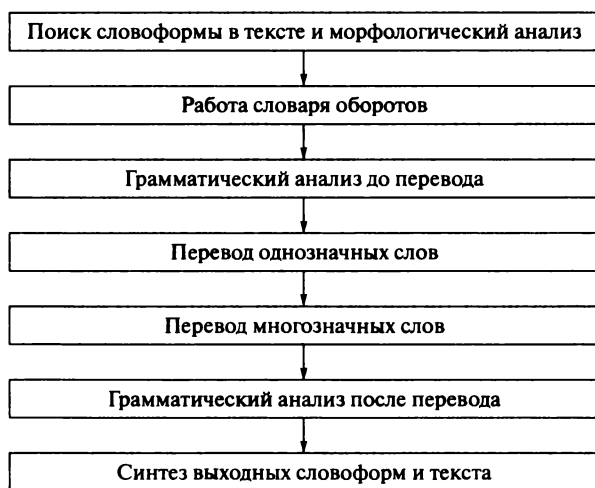 Поиск словоформы в тексте и морфологический анализ
Работа словаря оборотов
Грамматический анализ до перевода
Перевод однозначных слов
Перевод многозначных слов
Грамматический анализ после перевода
Синтез выходных словоформ и текста